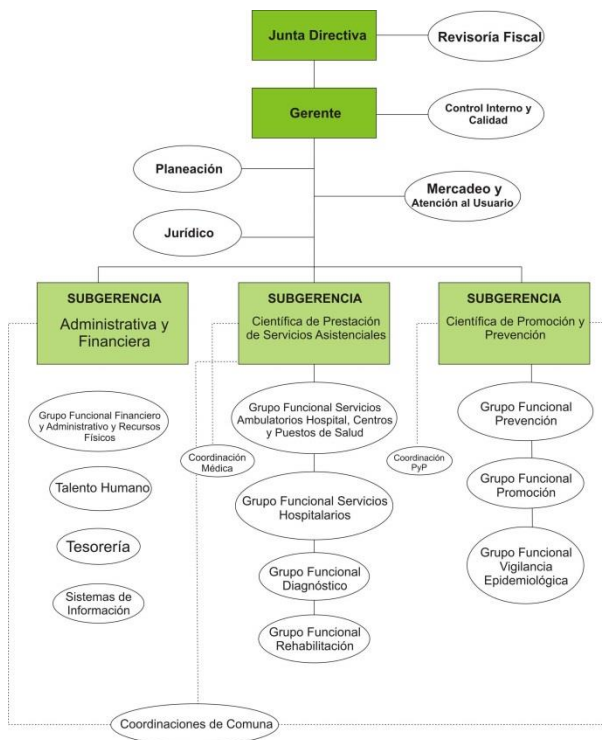 Junta Directiva
Revisoría Fiscal
Gerente
Control Interno y
Calidad
Planeación
Mercadeo y
Atención al Usuario
Jurídico
SUBGERENCIA
Administrativa y
Financiera
SUBGERENCIA
Científica de Prestación
de Servicios Asistenciales
SUBGERENCIA
Científica de Promoción y
Prevención
Grupo Funcional Financiero
y Administrativo y Recursos
Físicos
Talento Humano
Tesorería
Sistemas de
Información
Coordinación
Médica
Grupo Funcional Servicios
Ambulatorios Hospital, Centros
y Puestos de Salud
Grupo Funcional Servicios
Hospitalarios
Grupo Funcional
Diagnóstico
Grupo Funcional
Rehabilitación
Coordinación
PyP
Grupo Funcional
Prevención
Grupo Funcional
Promoción
Grupo Funcional
Vigilancia
Epidemiológica
Coordinaciones de Comuna